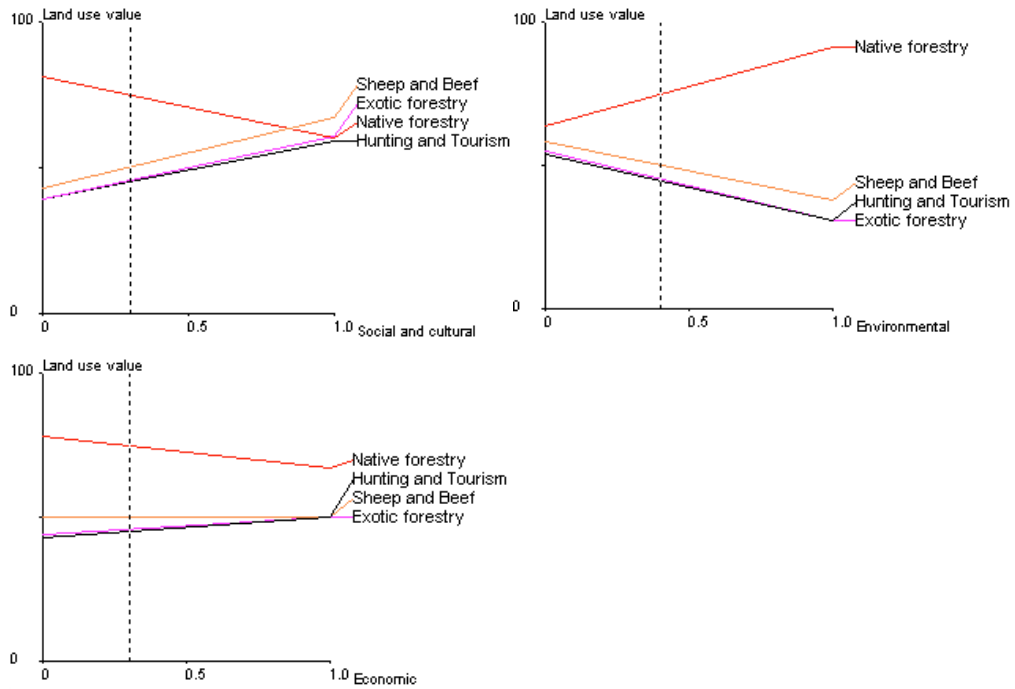 100
Land use value
Sheep and Beef
Exotic forestry
Native forestry
Hunting and Tourism
0
0
0.5
1.0
Social and cultural
100
Land use value
Native forestry
Sheep and Beef
Hunting and Tourism
Exotic forestry
0
0
0.5
1.0
Environmental
100
Land use value
Native forestry
Hunting and Tourism
Sheep and Beef
Exotic forestry
0
0
0.5
1.0
Economic